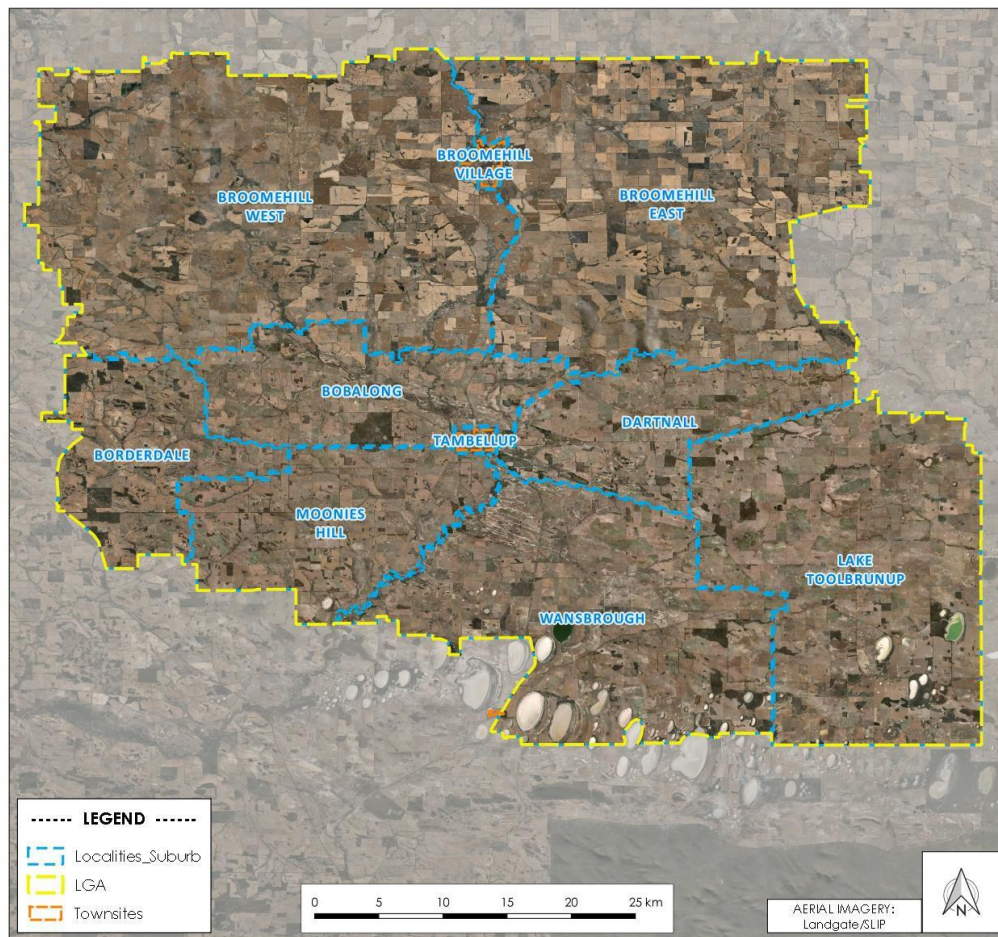 BROOMEHILL
VILLAGE
BROOMEHILL
WEST
BROOMEHILL
EAST
BOBALONG
DARTNALL
TAMBELLUP
BORDERDALE
MOONIES
HILL
LAKE
TOOLBRUNUP
WANSBROUGH
LEGEND
Localities_Suburb
LGA
Townsites
0 5 10 15 20 25 km
AERIAL IMAGERY:
Landgate/SLIP
N